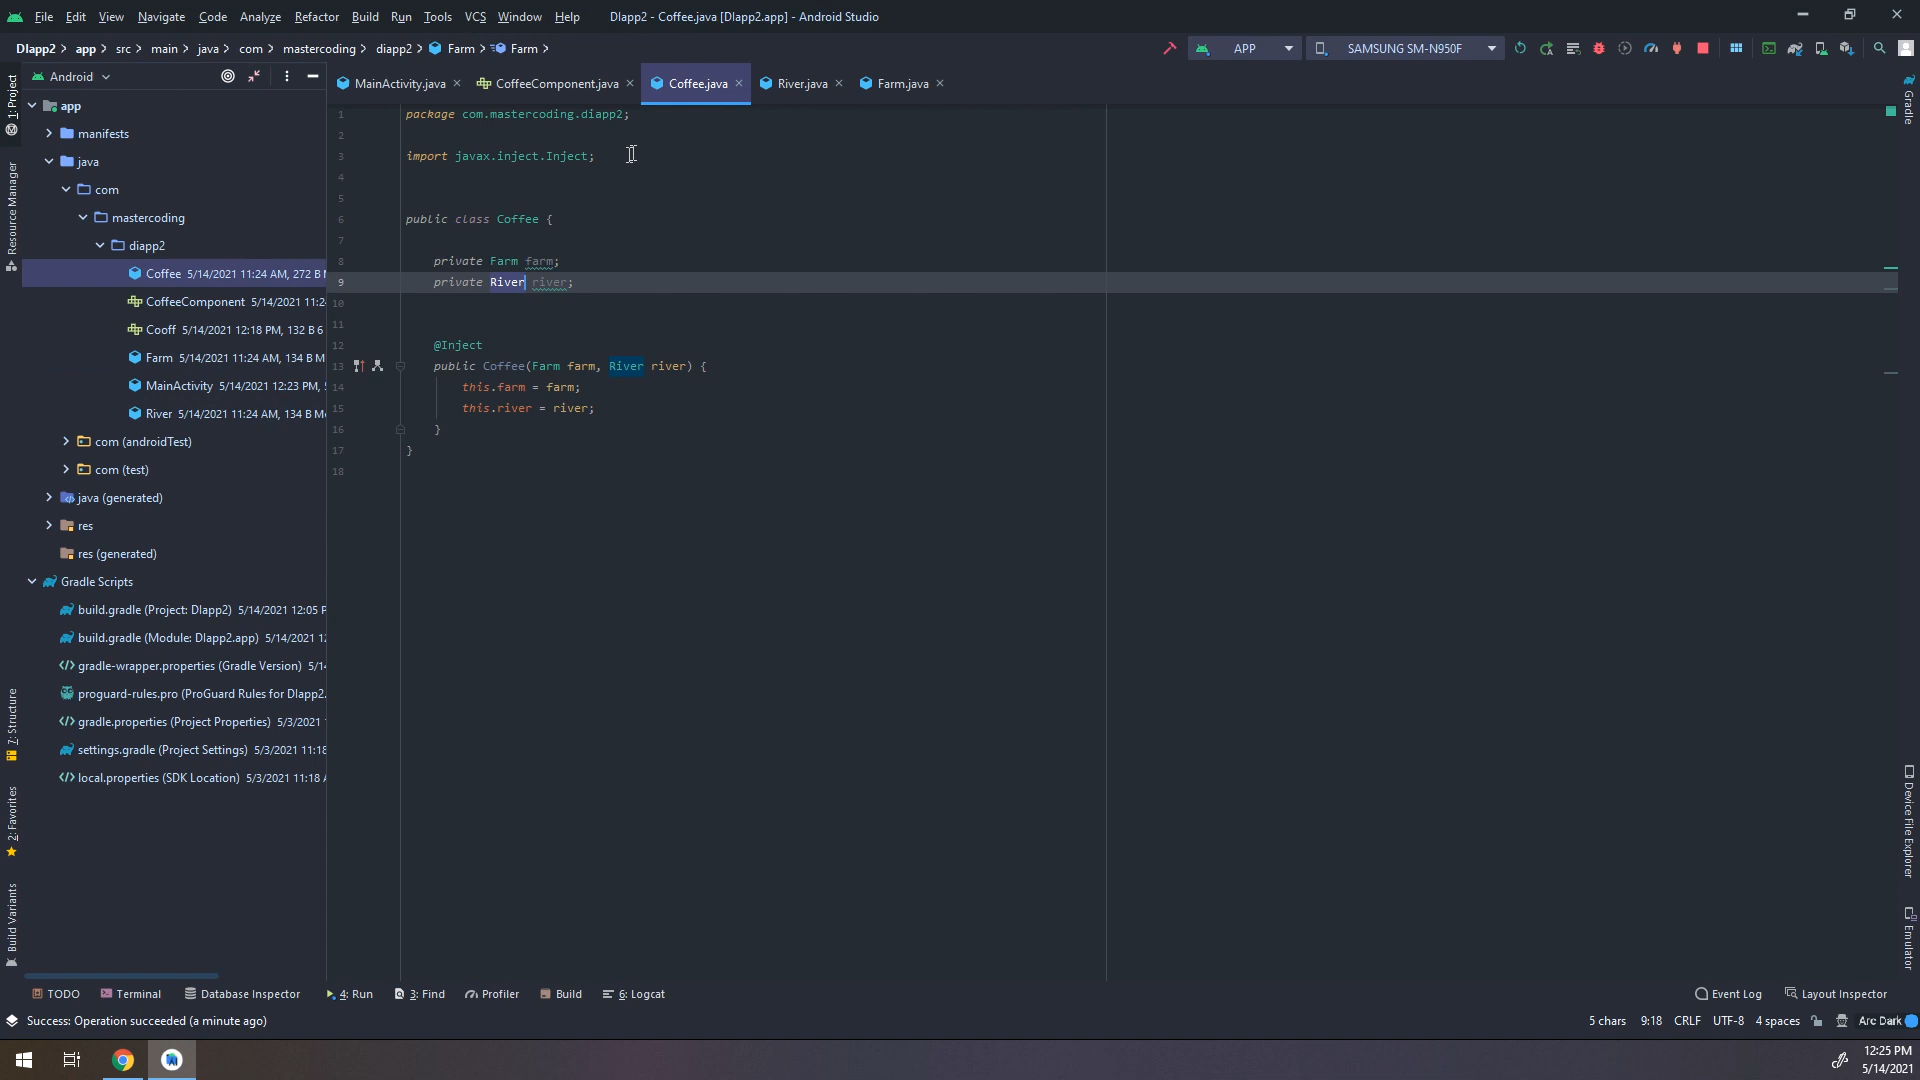 File Edit View Navigate Code Analyze Refactor Build Run Tools VCS Window Help DIapp2 - Coffee.java [DIapp2.app] - Android Studio
DIapp2 app src main java com mastercoding diapp2 Farm Farm APP SAMSUNG SM-N950F
Android
MainActivity.java CoffeeComponent.java Coffee.java River.java Farm.java
1: Project
Resource Manager
7: Structure
2: Favorites
Build Variants
app
manifests
java
com
mastercoding
diapp2
Coffee 5/14/2021 11:24 AM, 272 B
CoffeeComponent 5/14/2021 11:2
Cooff 5/14/2021 12:18 PM, 132 B 6
Farm 5/14/2021 11:24 AM, 134 B M
MainActivity 5/14/2021 12:23 PM,
River 5/14/2021 11:24 AM, 134 B M
com (androidTest)
com (test)
java (generated)
res
res (generated)
Gradle Scripts
build.gradle (Project: DIapp2) 5/14/2021 12:05
build.gradle (Module: DIapp2.app) 5/14/2021 1
gradle-wrapper.properties (Gradle Version) 5/1
proguard-rules.pro (ProGuard Rules for DIapp2.
gradle.properties (Project Properties) 5/3/2021
settings.gradle (Project Settings) 5/3/2021 11:18
local.properties (SDK Location) 5/3/2021 11:18
1 package com.mastercoding.diapp2;
2
3 import javax.inject.Inject;
4
5
6 public class Coffee {
7
8 private Farm farm;
9 private River river;
10
11
12 @Inject
13 public Coffee(Farm farm, River river) {
14 this.farm = farm;
15 this.river = river;
16 }
17 }
18
Gradle
Device File Explorer
Emulator
TODO Terminal Database Inspector 4: Run 3: Find Profiler Build 6: Logcat Event Log Layout Inspector
Success: Operation succeeded (a minute ago) 5 chars 9:18 CRLF UTF-8 4 spaces Arc Dark
12:25 PM
5/14/2021